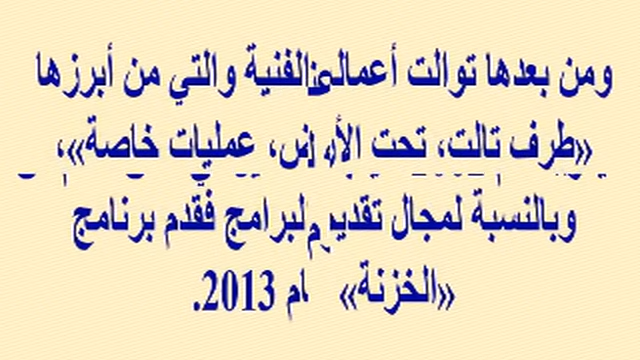 ومن بعدها توالت أعماله الفنية والتي من أبرزها
«طرف تالت، تحت الأرض، عمليات خاصة»،
وبالنسبة لمجال تقديم البرامج فقدم برنامج
«الخزنة» عام 2013.